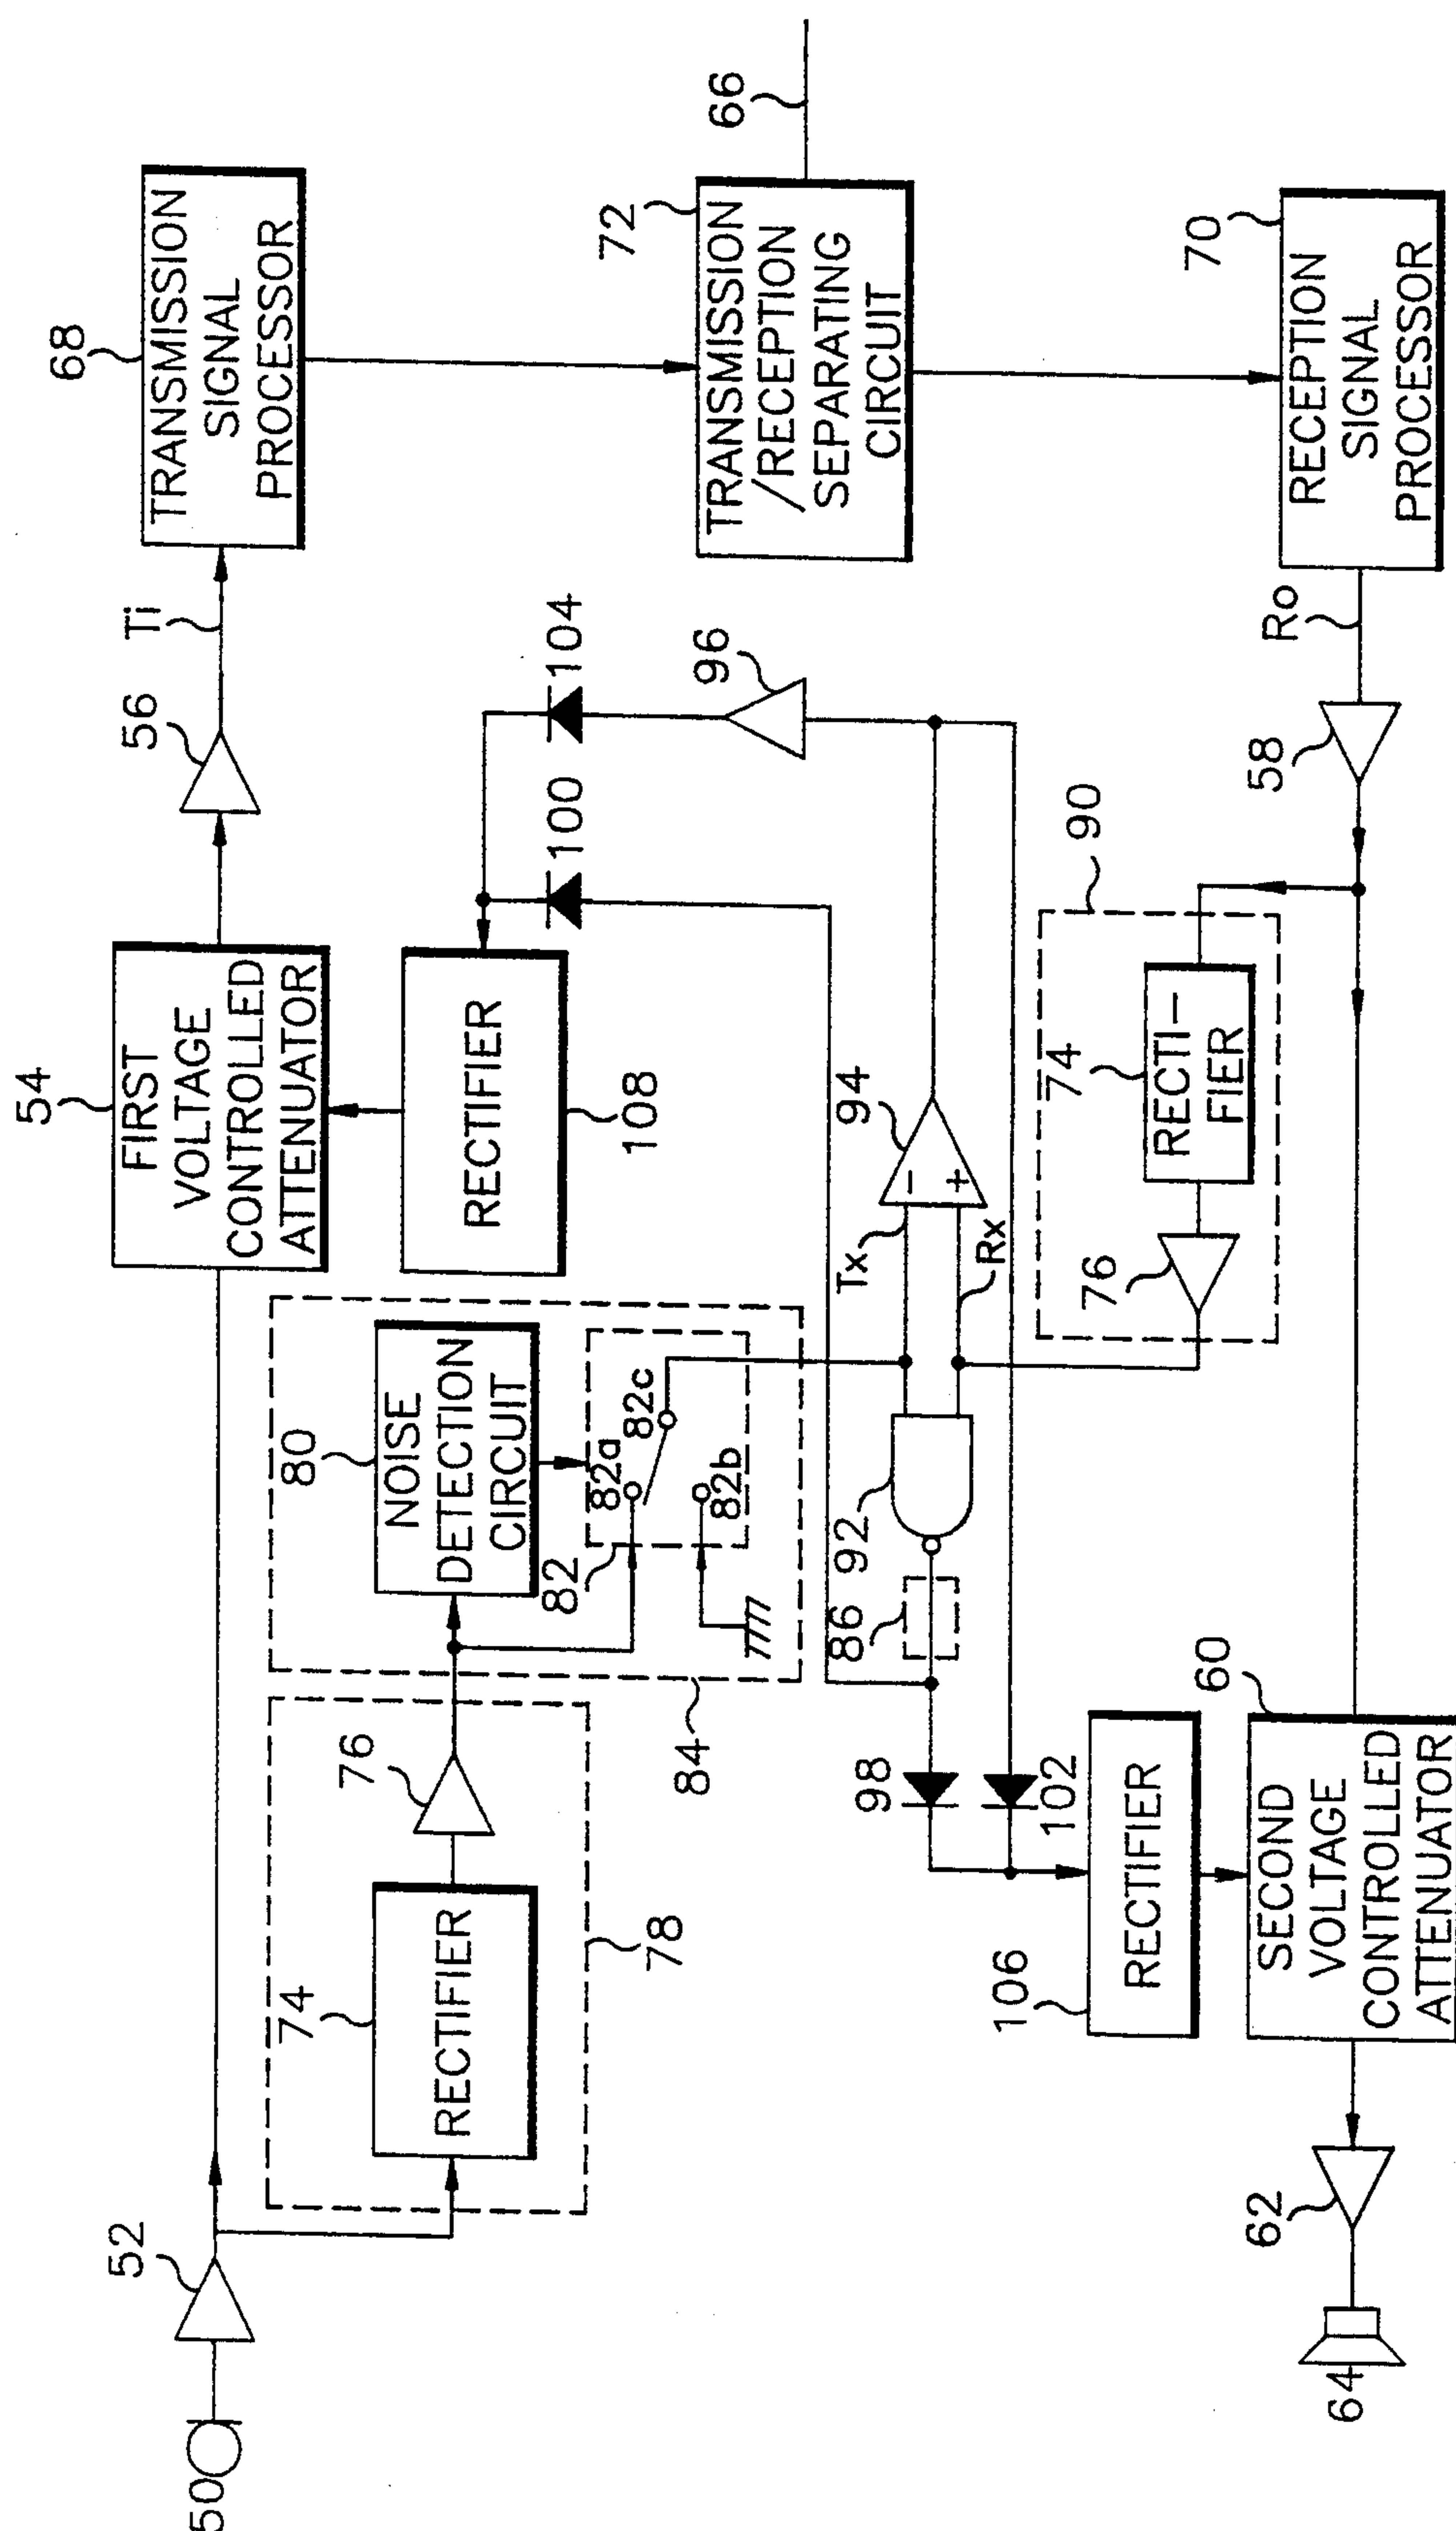 50
52
54
FIRST
VOLTAGE
CONTROLLED
ATTENUATOR
56
Ti
68
TRANSMISSION
SIGNAL
PROCESSOR
74
RECTIFIER
76
78
80
NOISE
DETECTION
CIRCUIT
82
82a
82b
82c
84
RECTIFIER
108
100
104
96
66
72
TRANSMISSION
/RECEPTION
SEPARATING
CIRCUIT
86
92
Tx
Rx
94
98
102
90
74
RECTI-
FIER
76
106
RECTIFIER
60
SECOND
VOLTAGE
CONTROLLED
ATTENUATOR
58
Ro
70
RECEPTION
SIGNAL
PROCESSOR
62
64